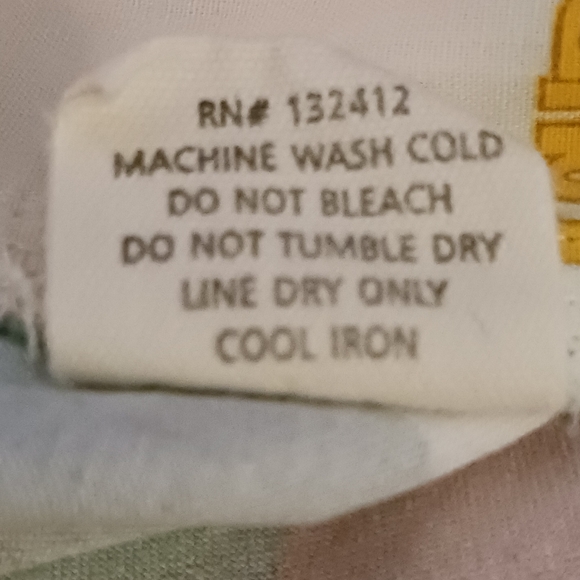 RN# 132412
MACHINE WASH COLD
DO NOT BLEACH
DO NOT TUMBLE DRY
LINE DRY ONLY
COOL IRON